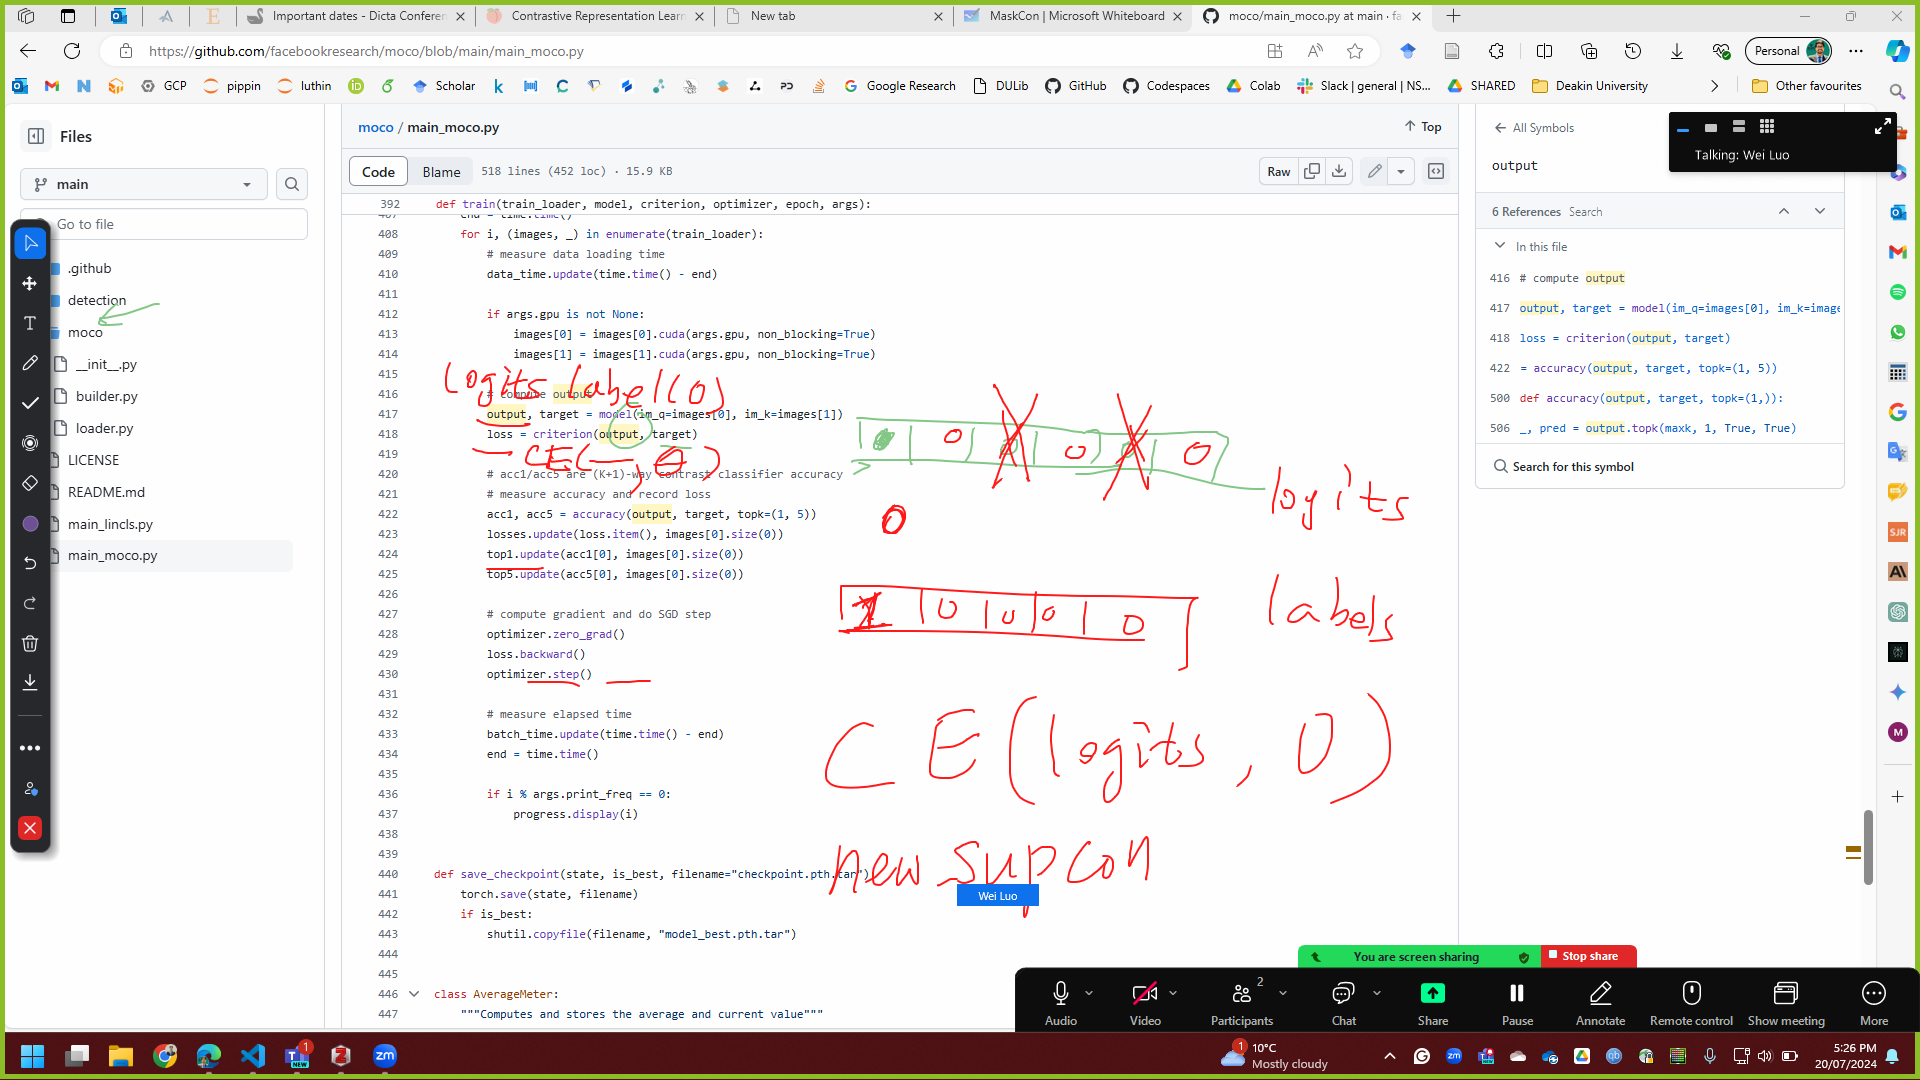 Important dates - Dicta Conferen
Contrastive Representation Learn
New tab
MaskCon | Microsoft Whiteboard
moco/main_moco.py at main · fa
https://github.com/facebookresearch/moco/blob/main/main_moco.py
Personal
GCP
pippin
luthin
Scholar
Google Research
DULib
GitHub
Codespaces
Colab
Slack | general | NS...
SHARED
Deakin University
Other favourites
Files
main
Go to file
.github
detection
moco
__init__.py
builder.py
loader.py
LICENSE
README.md
main_lincls.py
main_moco.py
moco / main_moco.py
Top
Code
Blame
518 lines (452 loc) · 15.9 KB
Raw
392 def train(train_loader, model, criterion, optimizer, epoch, args):
407 end = time.time()
408 for i, (images, _) in enumerate(train_loader):
409 # measure data loading time
410 data_time.update(time.time() - end)
411
412 if args.gpu is not None:
413 images[0] = images[0].cuda(args.gpu, non_blocking=True)
414 images[1] = images[1].cuda(args.gpu, non_blocking=True)
415
logits label(0)
416 # compute output
417 output, target = model(im_q=images[0], im_k=images[1])
418 loss = criterion(output, target)
419
CE( , 0 )
420 # acc1/acc5 are (K+1)-way contrast classifier accuracy
421 # measure accuracy and record loss
422 acc1, acc5 = accuracy(output, target, topk=(1, 5))
423 losses.update(loss.item(), images[0].size(0))
424 top1.update(acc1[0], images[0].size(0))
425 top5.update(acc5[0], images[0].size(0))
426
427 # compute gradient and do SGD step
428 optimizer.zero_grad()
429 loss.backward()
430 optimizer.step()
431
432 # measure elapsed time
433 batch_time.update(time.time() - end)
434 end = time.time()
435
436 if i % args.print_freq == 0:
437 progress.display(i)
438
439
440 def save_checkpoint(state, is_best, filename="checkpoint.pth.tar")
441 torch.save(state, filename)
442 if is_best:
443 shutil.copyfile(filename, "model_best.pth.tar")
444
445
446 class AverageMeter:
447 """Computes and stores the average and current value"""
0 0 0
logits
0
1 0 0 0 0
labels
CE(logits, 0)
new SupCon
Wei Luo
All Symbols
output
Talking: Wei Luo
6 References Search
In this file
416 # compute output
417 output, target = model(im_q=images[0], im_k=image
418 loss = criterion(output, target)
422 = accuracy(output, target, topk=(1, 5))
500 def accuracy(output, target, topk=(1,)):
506 _, pred = output.topk(maxk, 1, True, True)
Search for this symbol
You are screen sharing
Stop share
2
Audio
Video
Participants
Chat
Share
Pause
Annotate
Remote control
Show meeting
More
10°C
Mostly cloudy
5:26 PM
20/07/2024